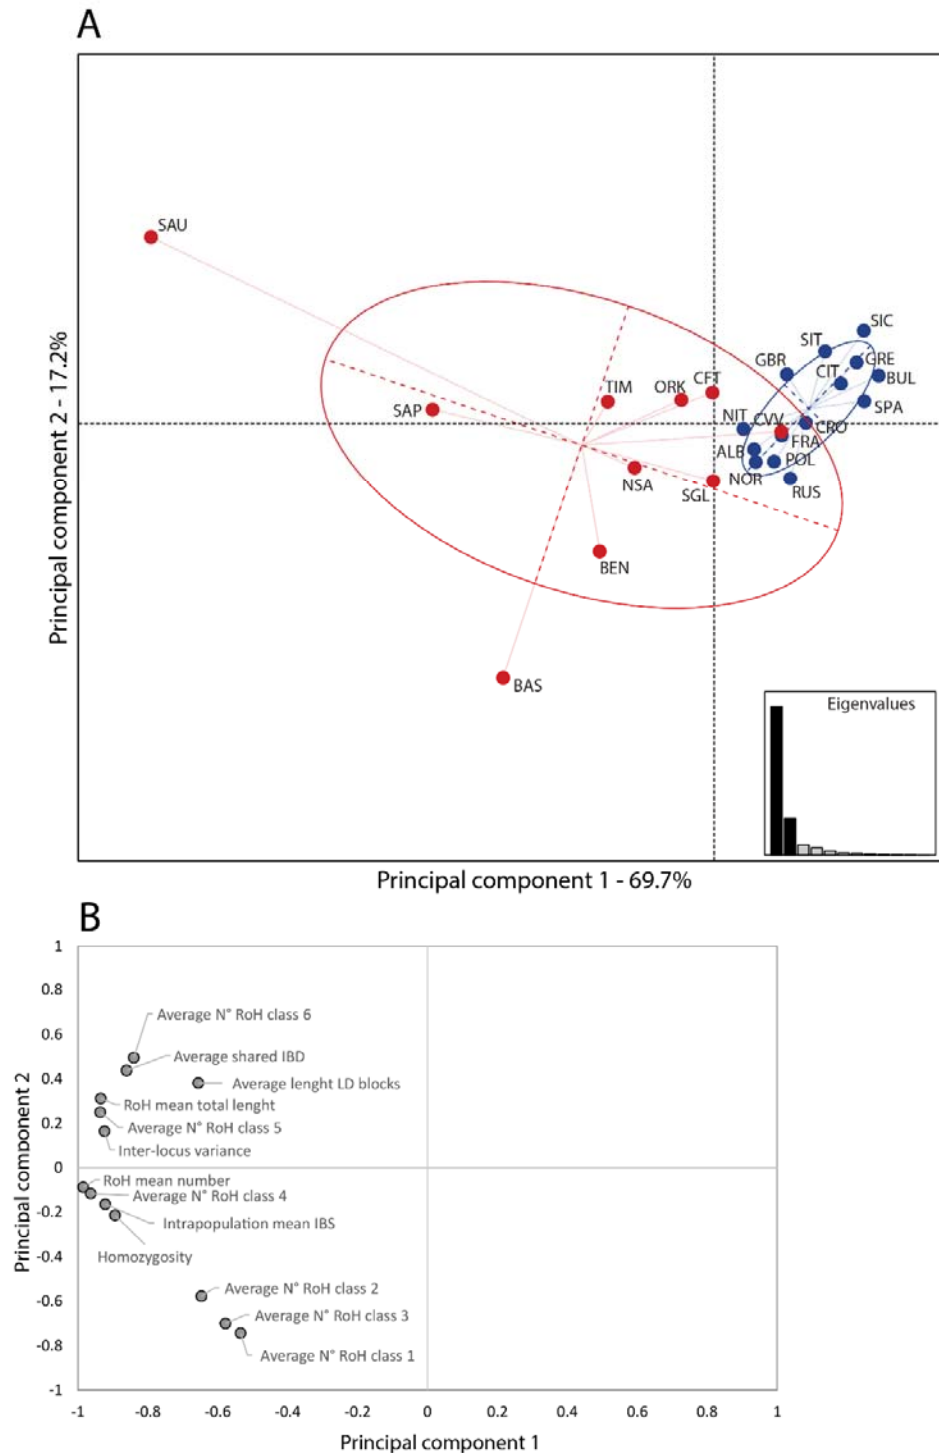 A
SAU
SIC
SIT
GRE
GBR
CIT
BUL
CFT
TIM
ORK
SPA
SAP
NIT
CVV
CRO
FRA
ALB
POL
NSA
NOR
SGL
RUS
BEN
BAS
Eigenvalues
Principal component 2 - 17.2%
Principal component 1 - 69.7%
B
1
0.8
Average N° RoH class 6
0.6
Average shared IBD
0.4
Average lenght LD blocks
RoH mean total lenght
0.2
Average N° RoH class 5
Inter-locus variance
0
RoH mean number
Average N° RoH class 4
-0.2
Intrapopulation mean IBS
-0.4
Homozygosity
Average N° RoH class 2
-0.6
Average N° RoH class 3
-0.8
Average N° RoH class 1
-1
Principal component 2
-1 -0.8 -0.6 -0.4 -0.2 0 0.2 0.4 0.6 0.8 1
Principal component 1